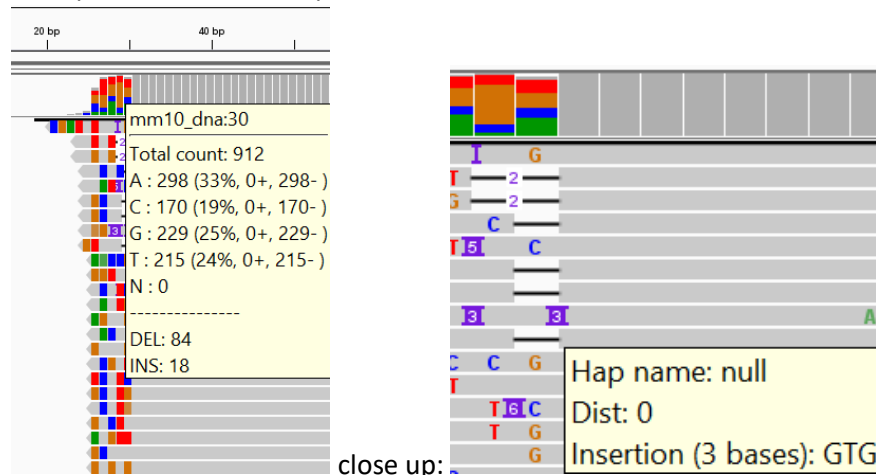 20 bp
40 bp
mm10_dna:30
Total count: 912
A : 298 (33%, 0+, 298- )
C : 170 (19%, 0+, 170- )
G : 229 (25%, 0+, 229- )
T : 215 (24%, 0+, 215- )
N : 0
---------------
DEL: 84
INS: 18
close up:
I G
T 2
G 2
C
T 5 C
3 3 A
C C G
T
T 6 C
T G
G
Hap name: null
Dist: 0
Insertion (3 bases): GTG